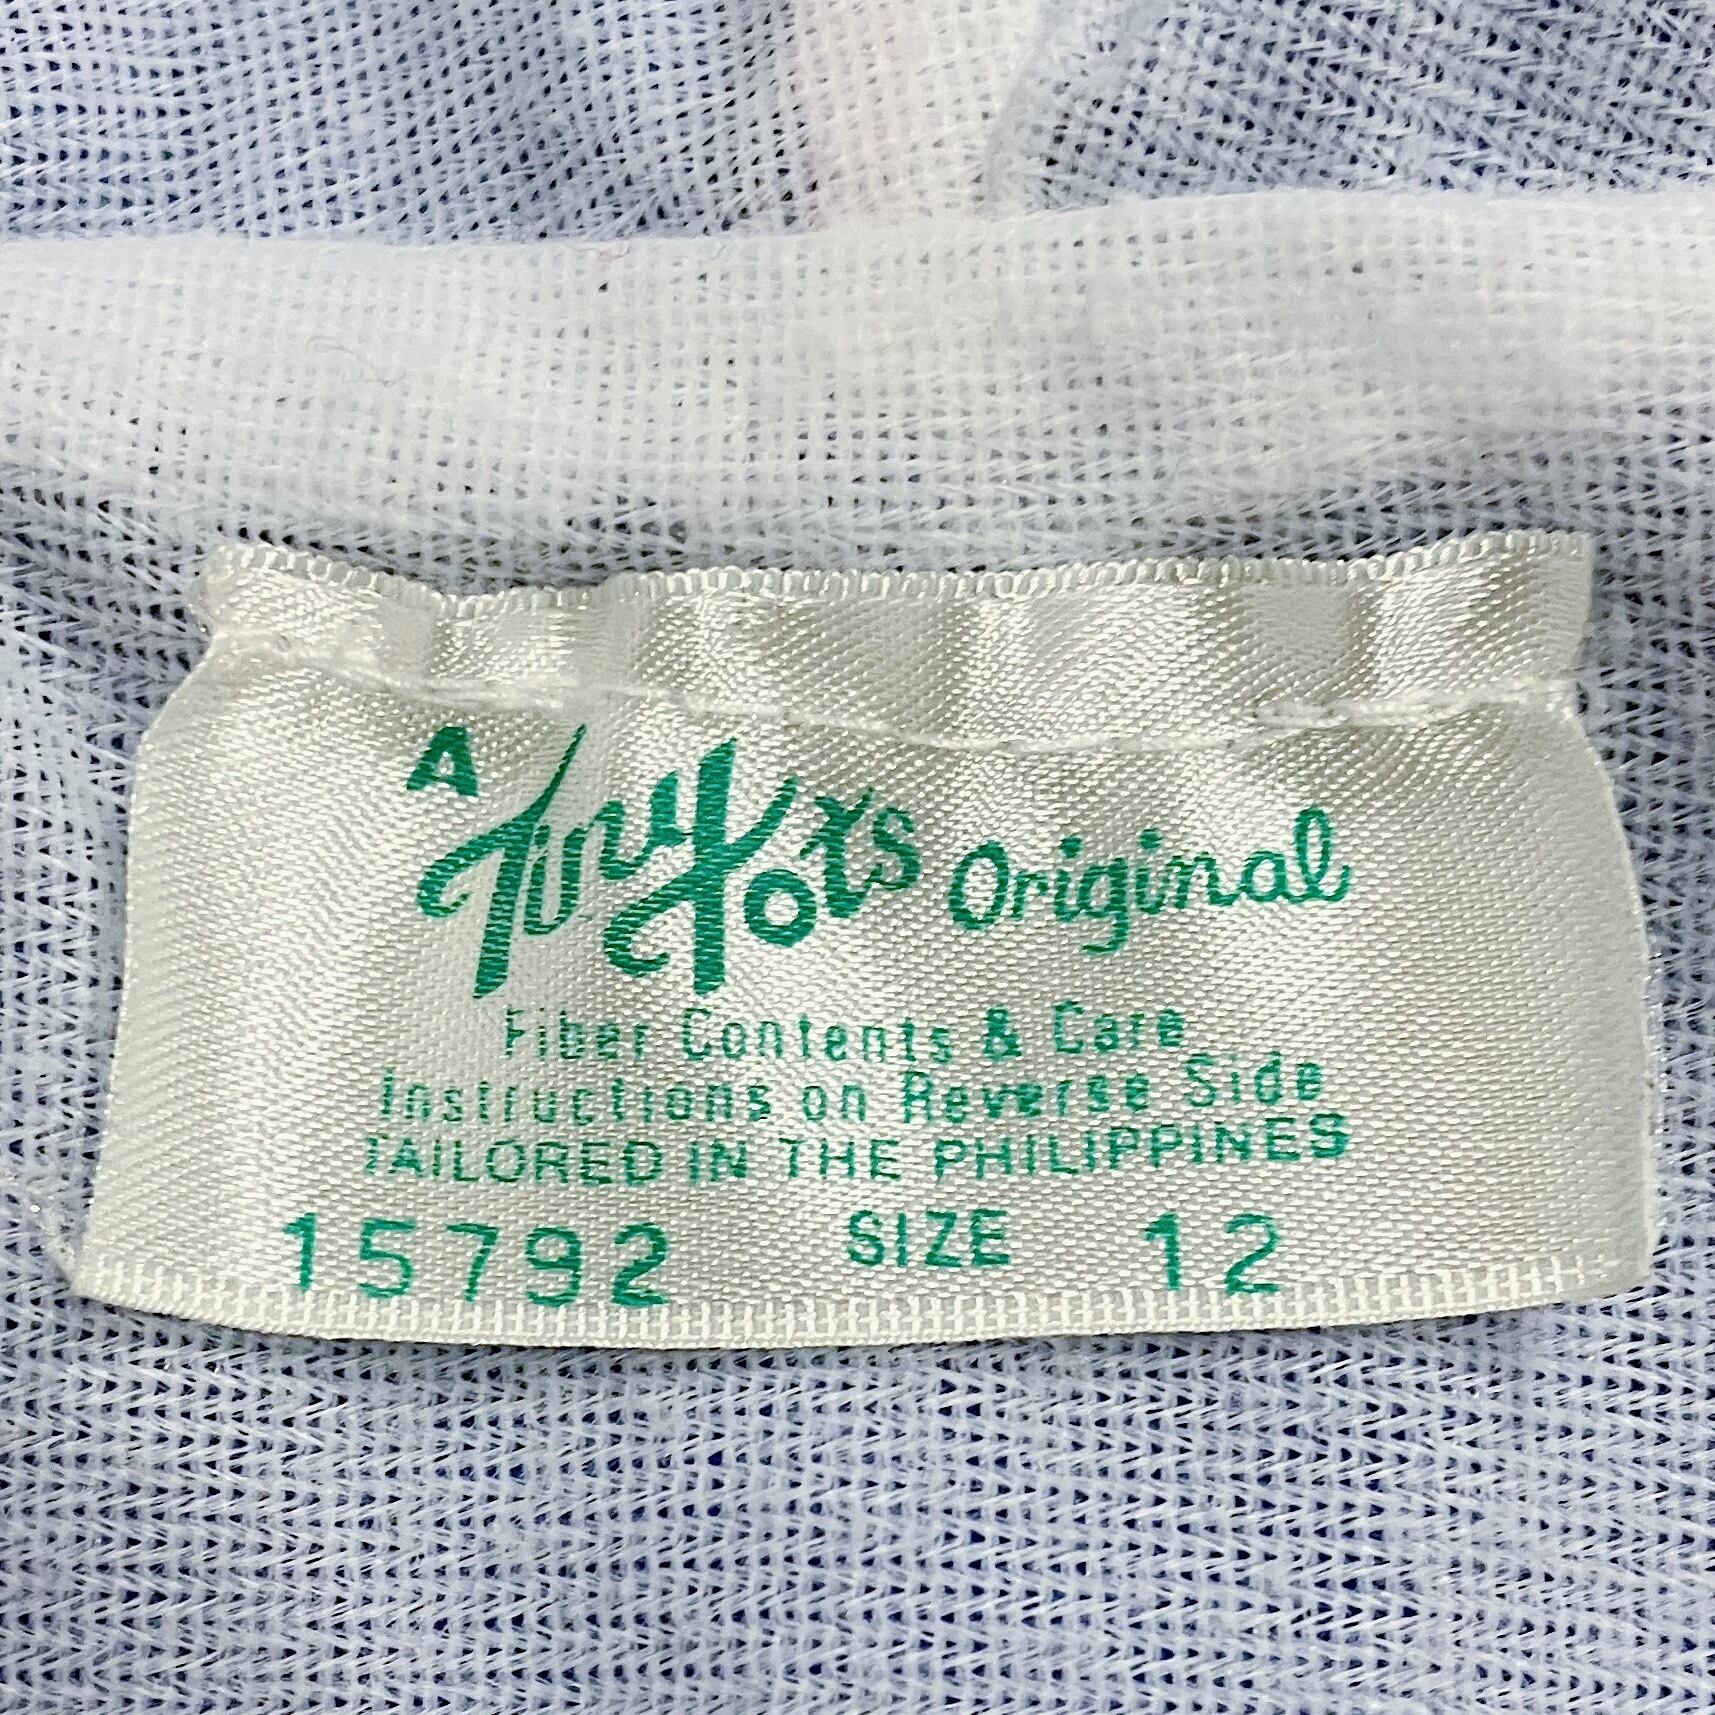 A Tiny Tots Original
Fiber Contents & Care
Instructions on Reverse Side
TAILORED IN THE PHILIPPINES
15792 SIZE 12